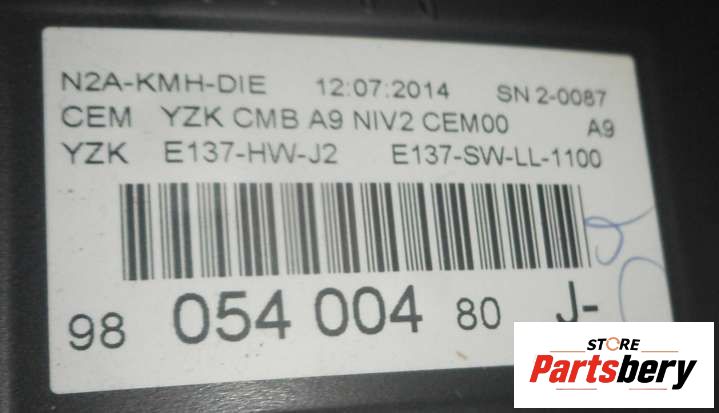 N2A-KMH-DIE 12:07:2014 SN 2-0087
CEM YZK CMB A9 NIV2 CEM00 A9
YZK E137-HW-J2 E137-SW-LL-1100
98 054 004 80 J-
STORE
Partsbery